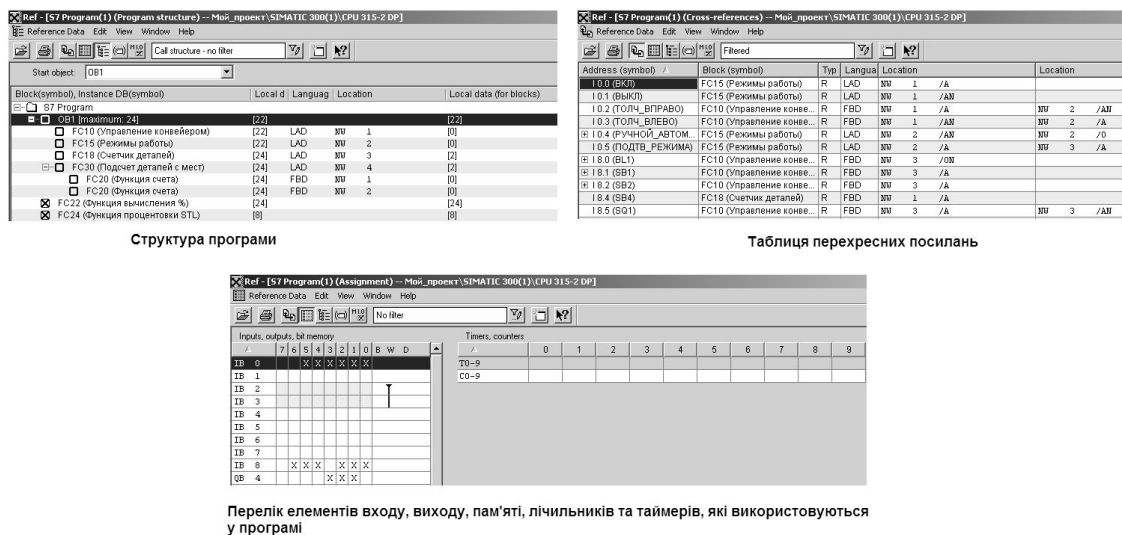 Ref - [S7 Program(1) (Program structure) -- Мой_проект\SIMATIC 300(1)\CPU 315-2 DP]
Reference Data Edit View Window Help
Call structure - no filter
Start object: OB1
Block(symbol), Instance DB(symbol) Local d Languag Location Local data (for blocks)
S7 Program
OB1 [maximum: 24] [22] [22]
FC10 (Управление конвейером) [22] LAD NW 1 [0]
FC15 (Режимы работы) [22] LAD NW 2 [0]
FC18 (Счетчик деталей) [24] LAD NW 3 [2]
FC30 (Подсчет деталей с мест) [24] LAD NW 4 [2]
FC20 (Функция счета) [24] FBD NW 1 [0]
FC20 (Функция счета) [24] FBD NW 2 [0]
FC22 (Функция вычисления %) [24] [24]
FC24 (Функция процентовки STL) [8] [8]
Структура програми
Ref - [S7 Program(1) (Cross-references) -- Мой_проект\SIMATIC 300(1)\CPU 315-2 DP]
Reference Data Edit View Window Help
Filtered
Address (symbol) Block (symbol) Typ Langua Location Location
I 0.0 (ВКЛ) FC15 (Режимы работы) R LAD NW 1 /A
I 0.1 (ВЫКЛ) FC15 (Режимы работы) R LAD NW 1 /AN
I 0.2 (ТОЛЧ_ВПРАВО) FC10 (Управление конве... R FBD NW 1 /A NW 2 /AN
I 0.3 (ТОЛЧ_ВЛЕВО) FC10 (Управление конве... R FBD NW 1 /AN NW 2 /A
I 0.4 (РУЧНОЙ_АВТОМ... FC15 (Режимы работы) R LAD NW 2 /AN NW 2 /O
I 0.5 (ПОДТВ_РЕЖИМА) FC15 (Режимы работы) R LAD NW 2 /A NW 3 /A
I 8.0 (BL1) FC10 (Управление конве... R FBD NW 3 /ON
I 8.1 (SB1) FC10 (Управление конве... R FBD NW 3 /A
I 8.2 (SB2) FC10 (Управление конве... R FBD NW 3 /A
I 8.4 (SB4) FC18 (Счетчик деталей) R LAD NW 1 /A
I 8.5 (SQ1) FC10 (Управление конве... R FBD NW 3 /A NW 3 /AN
Таблиця перехресних посилань
Ref - [S7 Program(1) (Assignment) -- Мой_проект\SIMATIC 300(1)\CPU 315-2 DP]
Reference Data Edit View Window Help
No filter
Inputs, outputs, bit memory
7 6 5 4 3 2 1 0 B W D
IB 0 X X X X X X
IB 1
IB 2
IB 3
IB 4
IB 5
IB 6
IB 7
IB 8 X X X X X X
QB 4 X X X
Timers, counters
0 1 2 3 4 5 6 7 8 9
T0-9
C0-9
Перелік елементів входу, виходу, пам'яті, лічильників та таймерів, які використовуються
у програмі